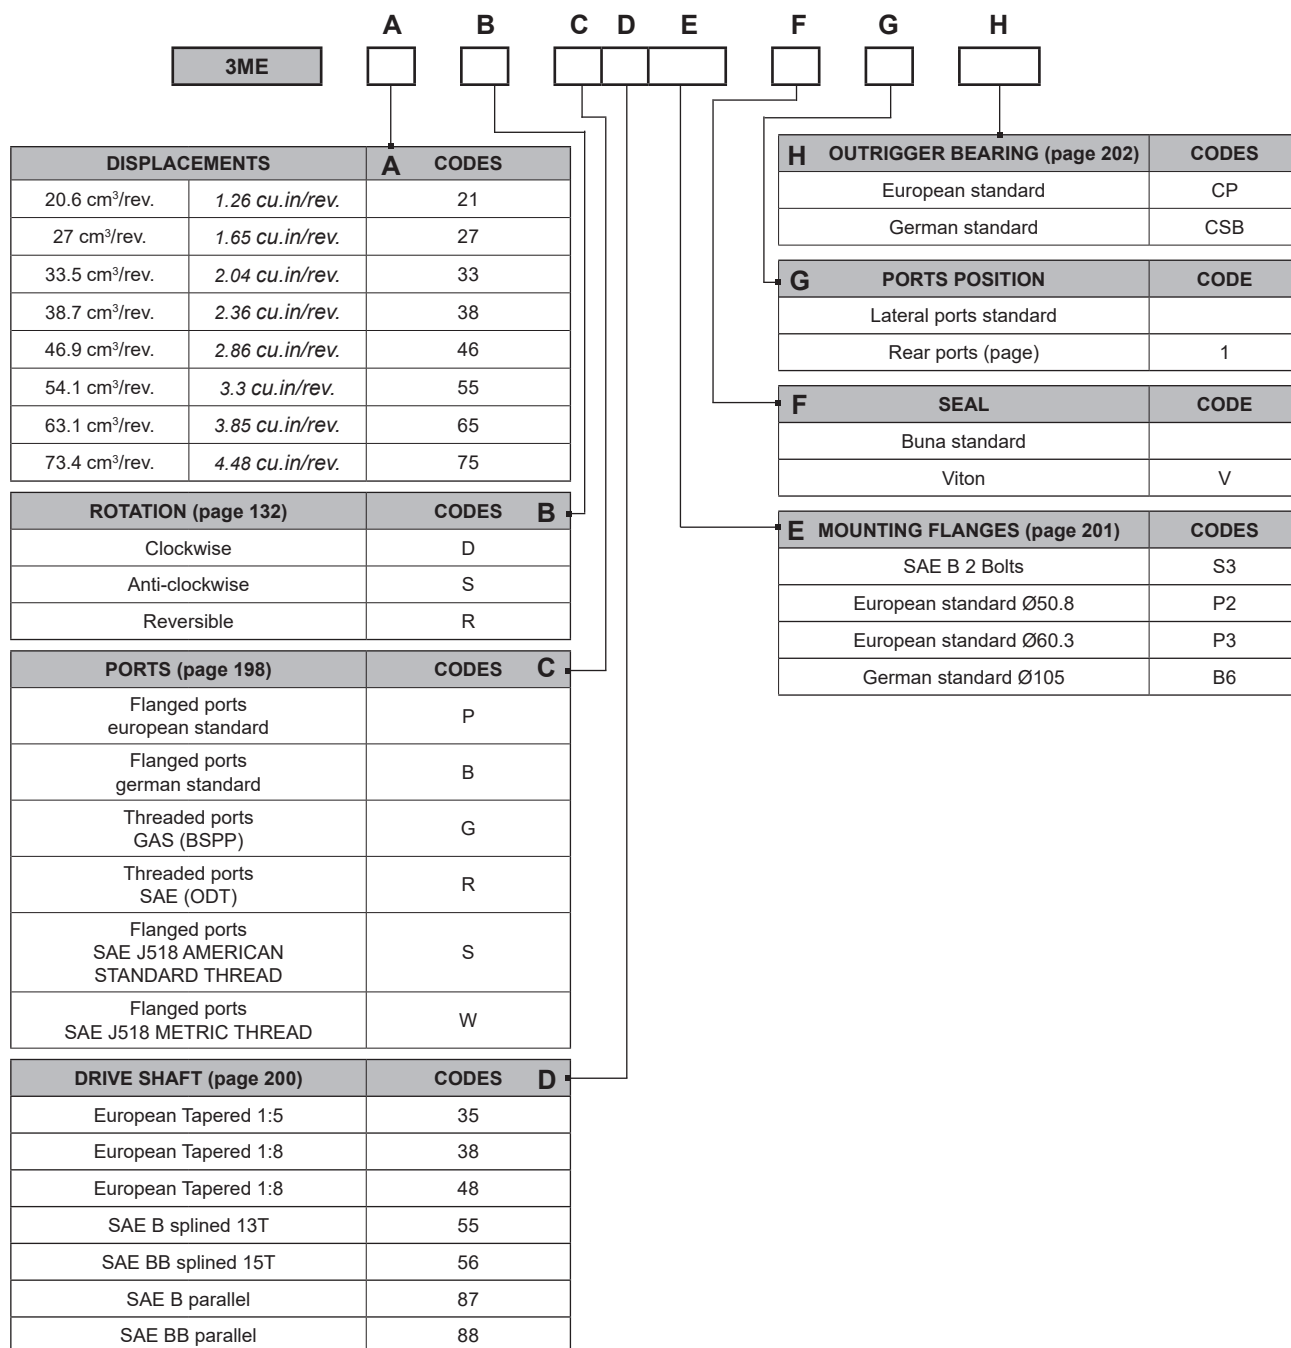 A B C D E F G H
3ME
DISPLACEMENTS A CODES
20.6 cm³/rev. 1.26 cu.in/rev. 21
27 cm³/rev. 1.65 cu.in/rev. 27
33.5 cm³/rev. 2.04 cu.in/rev. 33
38.7 cm³/rev. 2.36 cu.in/rev. 38
46.9 cm³/rev. 2.86 cu.in/rev. 46
54.1 cm³/rev. 3.3 cu.in/rev. 55
63.1 cm³/rev. 3.85 cu.in/rev. 65
73.4 cm³/rev. 4.48 cu.in/rev. 75
ROTATION (page 132) CODES B
Clockwise D
Anti-clockwise S
Reversible R
PORTS (page 198) CODES C
Flanged ports
european standard P
Flanged ports
german standard B
Threaded ports
GAS (BSPP) G
Threaded ports
SAE (ODT) R
Flanged ports
SAE J518 AMERICAN S
STANDARD THREAD
Flanged ports
SAE J518 METRIC THREAD W
DRIVE SHAFT (page 200) CODES D
European Tapered 1:5 35
European Tapered 1:8 38
European Tapered 1:8 48
SAE B splined 13T 55
SAE BB splined 15T 56
SAE B parallel 87
SAE BB parallel 88
H OUTRIGGER BEARING (page 202) CODES
European standard CP
German standard CSB
G PORTS POSITION CODE
Lateral ports standard
Rear ports (page) 1
F SEAL CODE
Buna standard
Viton V
E MOUNTING FLANGES (page 201) CODES
SAE B 2 Bolts S3
European standard Ø50.8 P2
European standard Ø60.3 P3
German standard Ø105 B6